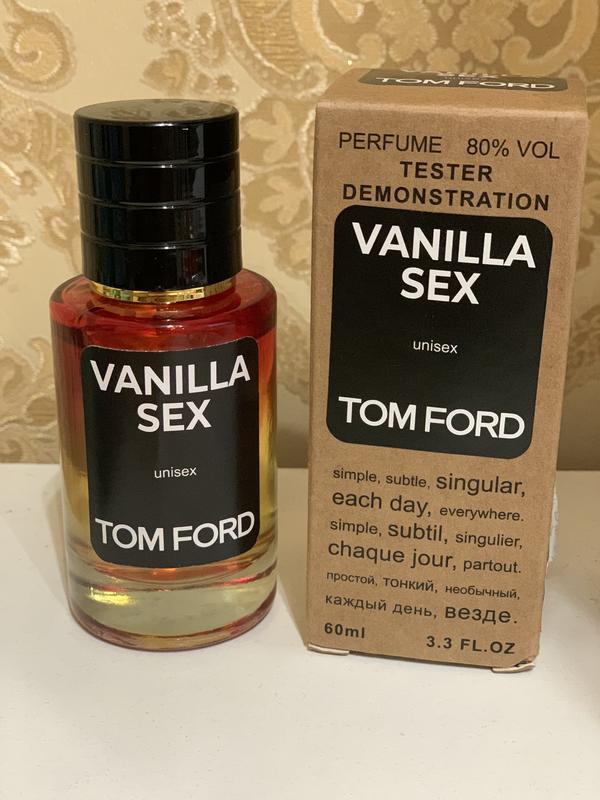 VANILLA
SEX
unisex
TOM FORD
TOM FORD
PERFUME 80% VOL
TESTER
DEMONSTRATION
VANILLA
SEX
unisex
TOM FORD
simple, subtle, singular,
each day, everywhere.
simple, subtil, singulier,
chaque jour, partout.
простой, тонкий, необычный,
каждый день, везде.
60ml 3.3 FL.OZ